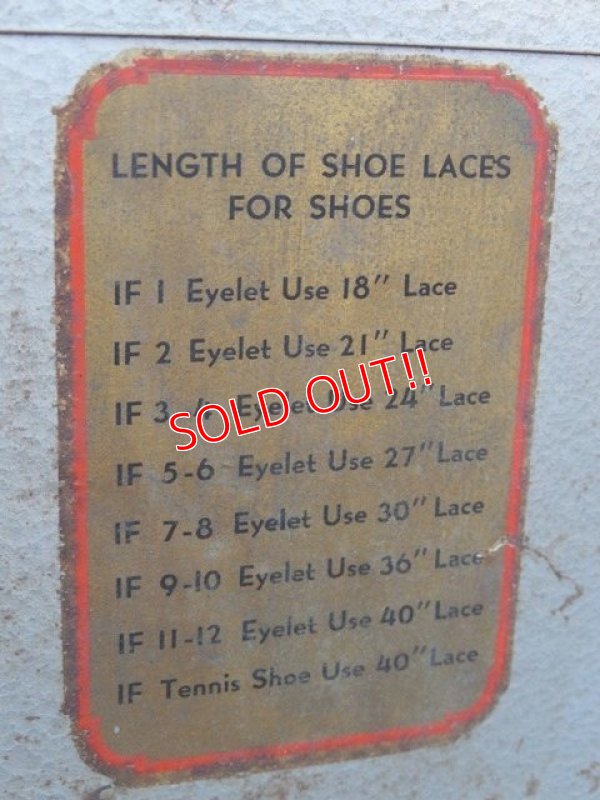 LENGTH OF SHOE LACES
FOR SHOES
IF 1 Eyelet Use 18" Lace
IF 2 Eyelet Use 21" Lace
IF 3-4 Eyelet Use 24" Lace
SOLD OUT!!
IF 5-6 Eyelet Use 27" Lace
IF 7-8 Eyelet Use 30" Lace
IF 9-10 Eyelet Use 36" Lace
IF 11-12 Eyelet Use 40" Lace
IF Tennis Shoe Use 40" Lace